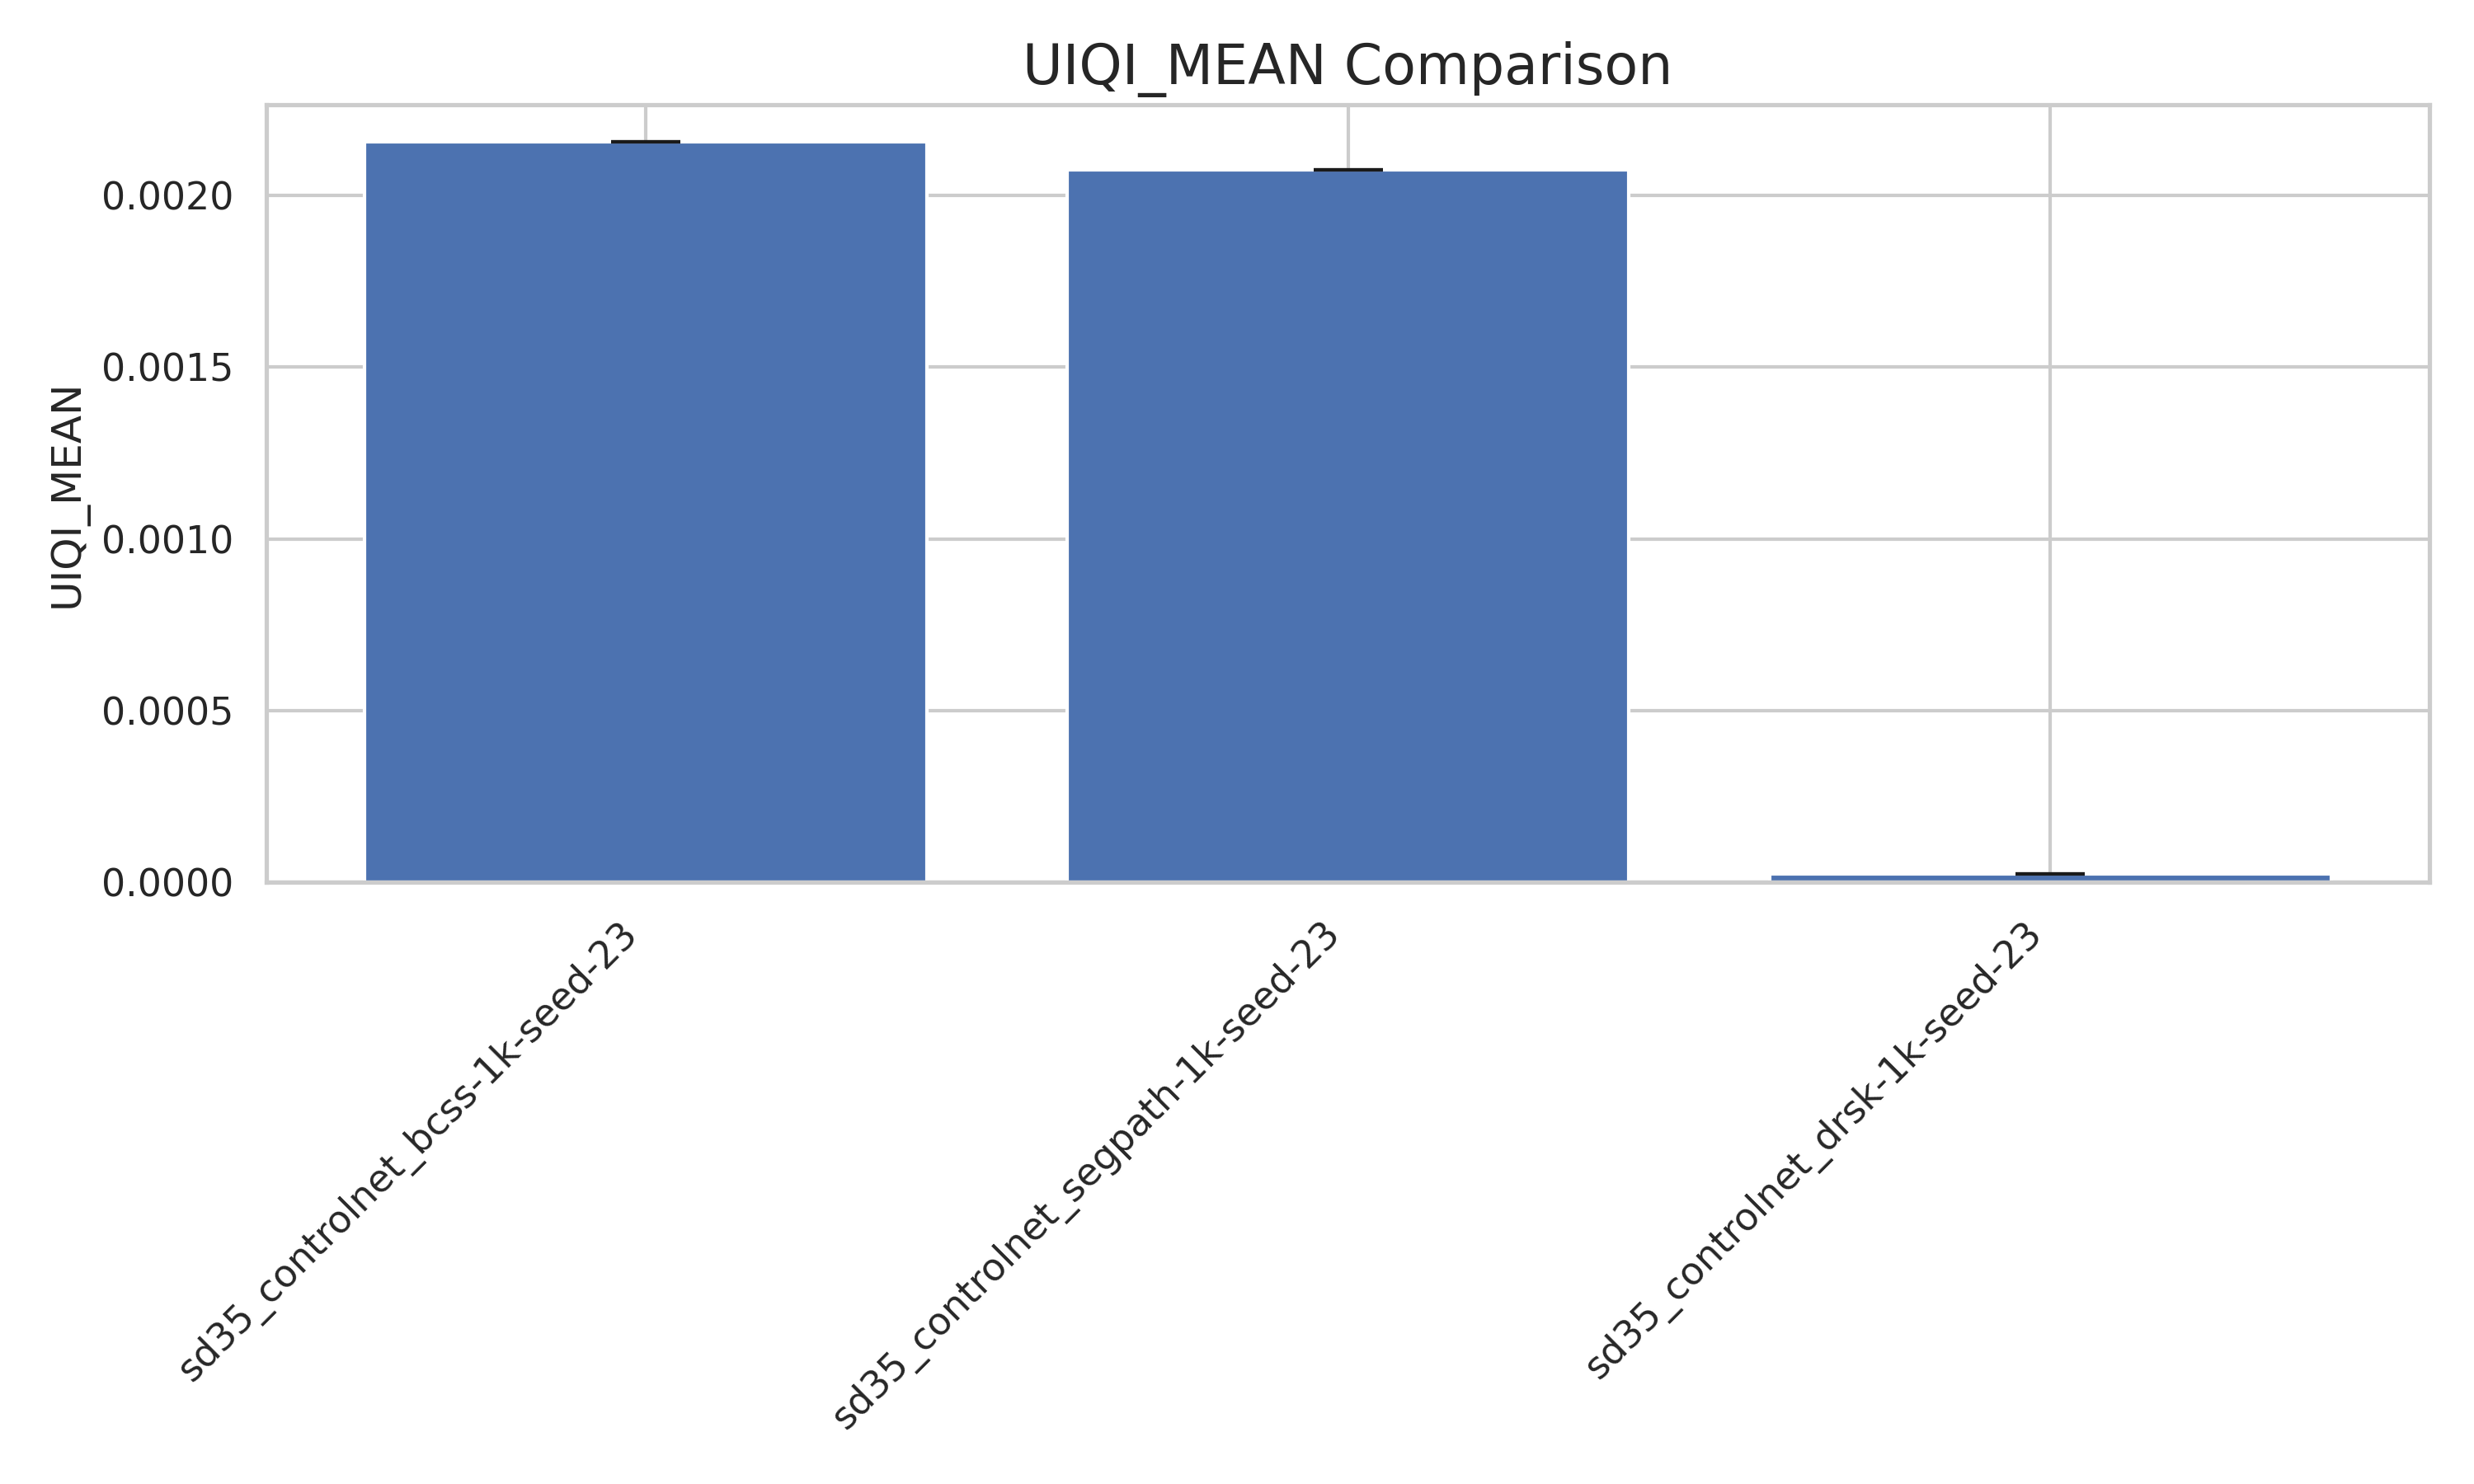 UIQI_MEAN Comparison
UIQI_MEAN
0.0020
0.0015
0.0010
0.0005
0.0000
sd35_controlnet_bcss-1k-seed-23
sd35_controlnet_segpath-1k-seed-23
sd35_controlnet_drsk-1k-seed-23